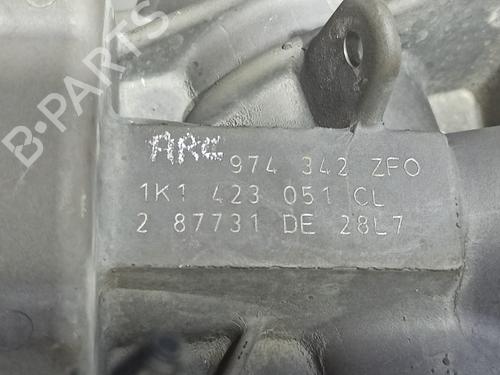 B-PARTS
ARC
974 342 ZFO
1K1 423 051 CL
2 87731 DE 28L7